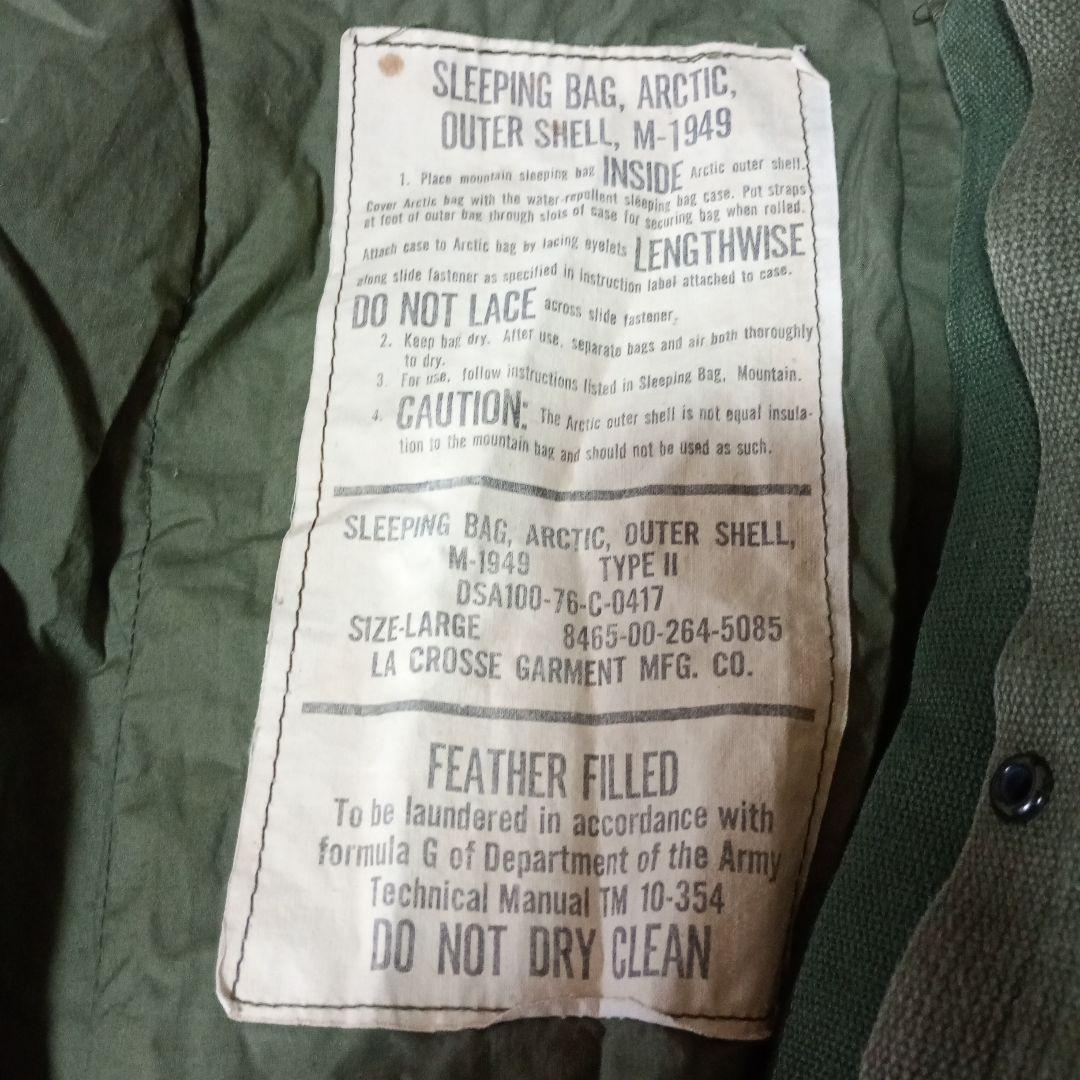 SLEEPING BAG, ARCTIC,
OUTER SHELL, M-1949
1. Place mountain sleeping bag INSIDE Arctic outer shell.
Cover Arctic bag with the water-repellent sleeping bag case. Put straps
at foot of outer bag through slots of case for securing bag when rolled.
Attach case to Arctic bag by lacing eyelets LENGTHWISE
along slide fastener as specified in instruction label attached to case.
DO NOT LACE across slide fastener.
2. Keep bag dry. After use, separate bags and air both thoroughly
to dry.
3. For use, follow instructions listed in Sleeping Bag, Mountain.
4. CAUTION: The Arctic outer shell is not equal insula-
tion to the mountain bag and should not be used as such.
SLEEPING BAG, ARCTIC, OUTER SHELL,
M-1949 TYPE II
DSA100-76-C-0417
SIZE-LARGE 8465-00-264-5085
LA CROSSE GARMENT MFG. CO.
FEATHER FILLED
To be laundered in accordance with
formula G of Department of the Army
Technical Manual TM 10-354
DO NOT DRY CLEAN